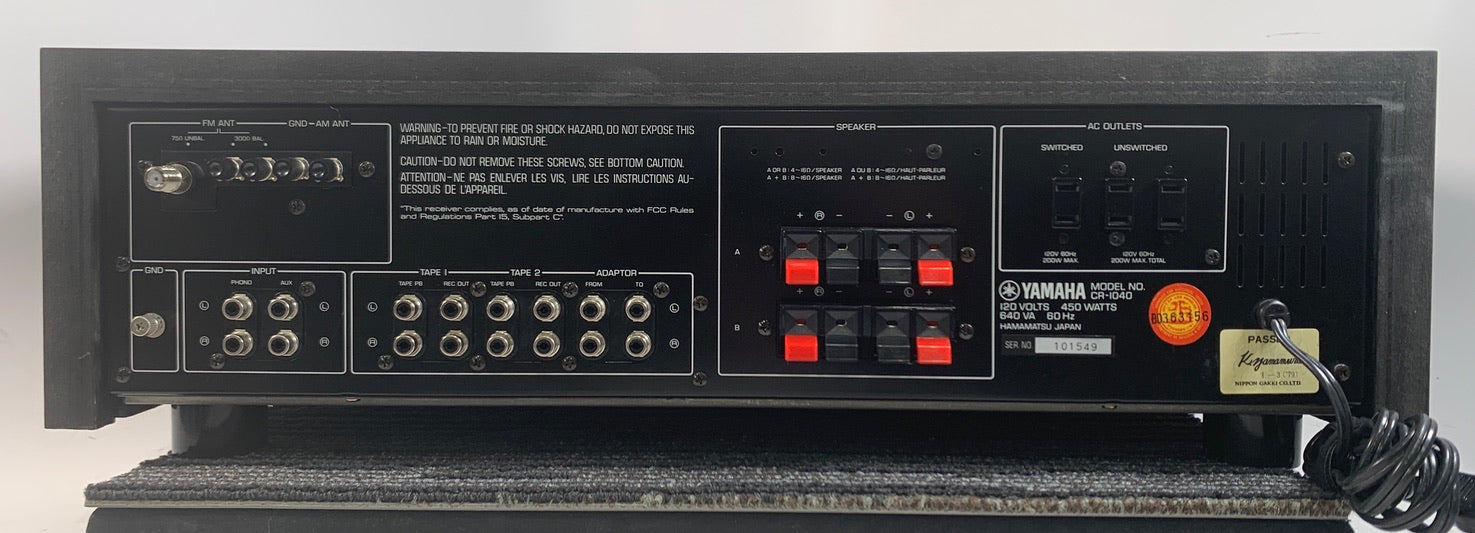 FM ANT
GND
AM ANT
75Ω UNBAL.
300Ω BAL.
WARNING–TO PREVENT FIRE OR SHOCK HAZARD, DO NOT EXPOSE THIS
APPLIANCE TO RAIN OR MOISTURE.
CAUTION–DO NOT REMOVE THESE SCREWS, SEE BOTTOM CAUTION.
ATTENTION–NE PAS ENLEVER LES VIS, LIRE LES INSTRUCTIONS AU-
DESSOUS DE L'APPAREIL.
"This receiver complies, as of date of manufacture with FCC Rules
and Regulations Part 15, Subpart C".
GND
INPUT
PHONO
AUX
L
L
R
R
TAPE 1
TAPE 2
ADAPTOR
TAPE PB
REC OUT
TAPE PB
REC OUT
FROM
TO
L
L
R
R
SPEAKER
A OR B : 4~16Ω/SPEAKER
A OU B : 4~16Ω/HAUT-PARLEUR
A + B : 8~16Ω/SPEAKER
A + B : 8~16Ω/HAUT-PARLEUR
+ R – – L +
A
+ R – – L +
B
AC OUTLETS
SWITCHED
UNSWITCHED
120V 60Hz
200W MAX.
120V 60Hz
200W MAX. TOTAL
YAMAHA
MODEL NO.
CR-1040
120 VOLTS 450 WATTS
640 VA 60Hz
HAMAMATSU JAPAN
SER. NO. 101549
BD363156
NIPPON GAKKI CO.LTD